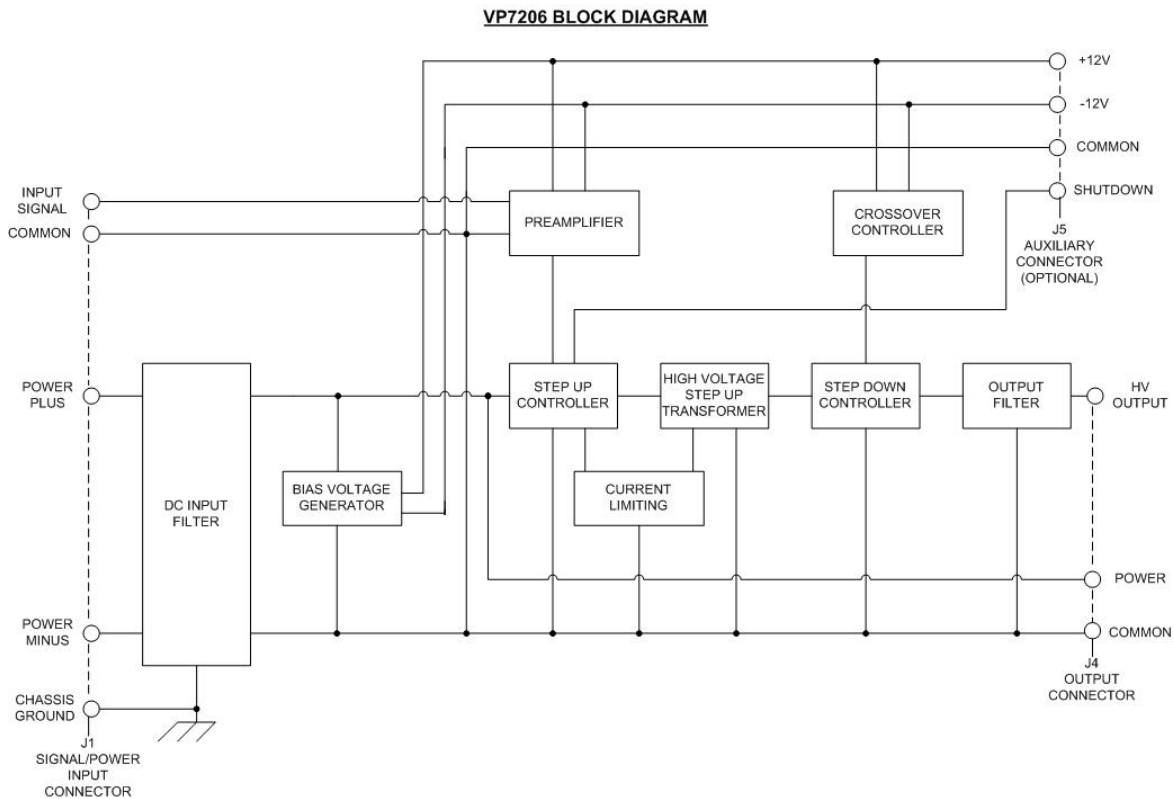 VP7206 BLOCK DIAGRAM
+12V
-12V
COMMON
SHUTDOWN
J5
AUXILIARY
CONNECTOR
(OPTIONAL)
INPUT
SIGNAL
COMMON
PREAMPLIFIER
CROSSOVER
CONTROLLER
POWER
PLUS
DC INPUT
FILTER
BIAS VOLTAGE
GENERATOR
STEP UP
CONTROLLER
HIGH VOLTAGE
STEP UP
TRANSFORMER
STEP DOWN
CONTROLLER
OUTPUT
FILTER
HV
OUTPUT
CURRENT
LIMITING
POWER
POWER
MINUS
COMMON
J4
OUTPUT
CONNECTOR
CHASSIS
GROUND
J1
SIGNAL/POWER
INPUT
CONNECTOR